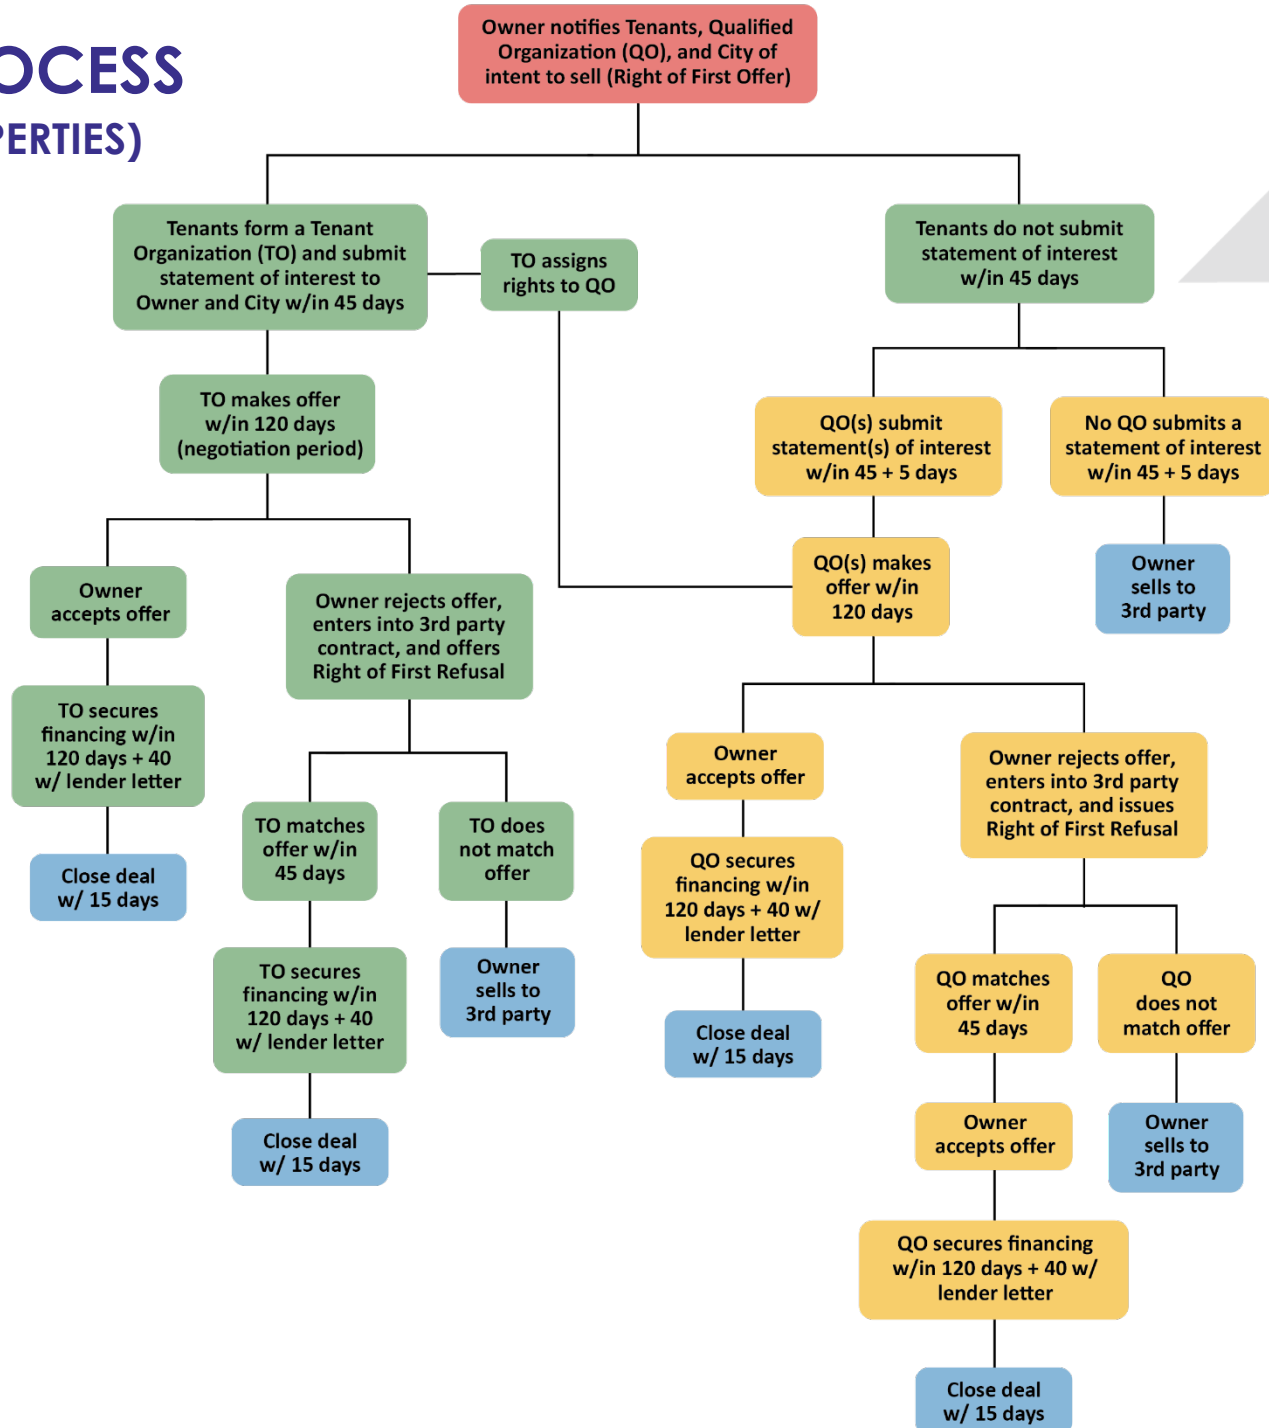 OCESS
PERTIES)
Owner notifies Tenants, Qualified
Organization (QO), and City of
intent to sell (Right of First Offer)
Tenants form a Tenant
Organization (TO) and submit
statement of interest to
Owner and City w/in 45 days
TO assigns
rights to QO
Tenants do not submit
statement of interest
w/in 45 days
TO makes offer
w/in 120 days
(negotiation period)
QO(s) submit
statement(s) of interest
w/in 45 + 5 days
No QO submits a
statement of interest
w/in 45 + 5 days
Owner
accepts offer
Owner rejects offer,
enters into 3rd party
contract, and offers
Right of First Refusal
QO(s) makes
offer w/in
120 days
Owner
sells to
3rd party
TO secures
financing w/in
120 days + 40
w/ lender letter
Owner
accepts offer
Owner rejects offer,
enters into 3rd party
contract, and issues
Right of First Refusal
TO matches
offer w/in
45 days
TO does
not match
offer
Close deal
w/ 15 days
QO secures
financing w/in
120 days + 40 w/
lender letter
TO secures
financing w/in
120 days + 40
w/ lender letter
Owner
sells to
3rd party
QO matches
offer w/in
45 days
QO
does not
match offer
Close deal
w/ 15 days
Close deal
w/ 15 days
Owner
accepts offer
Owner
sells to
3rd party
QO secures financing
w/in 120 days + 40 w/
lender letter
Close deal
w/ 15 days